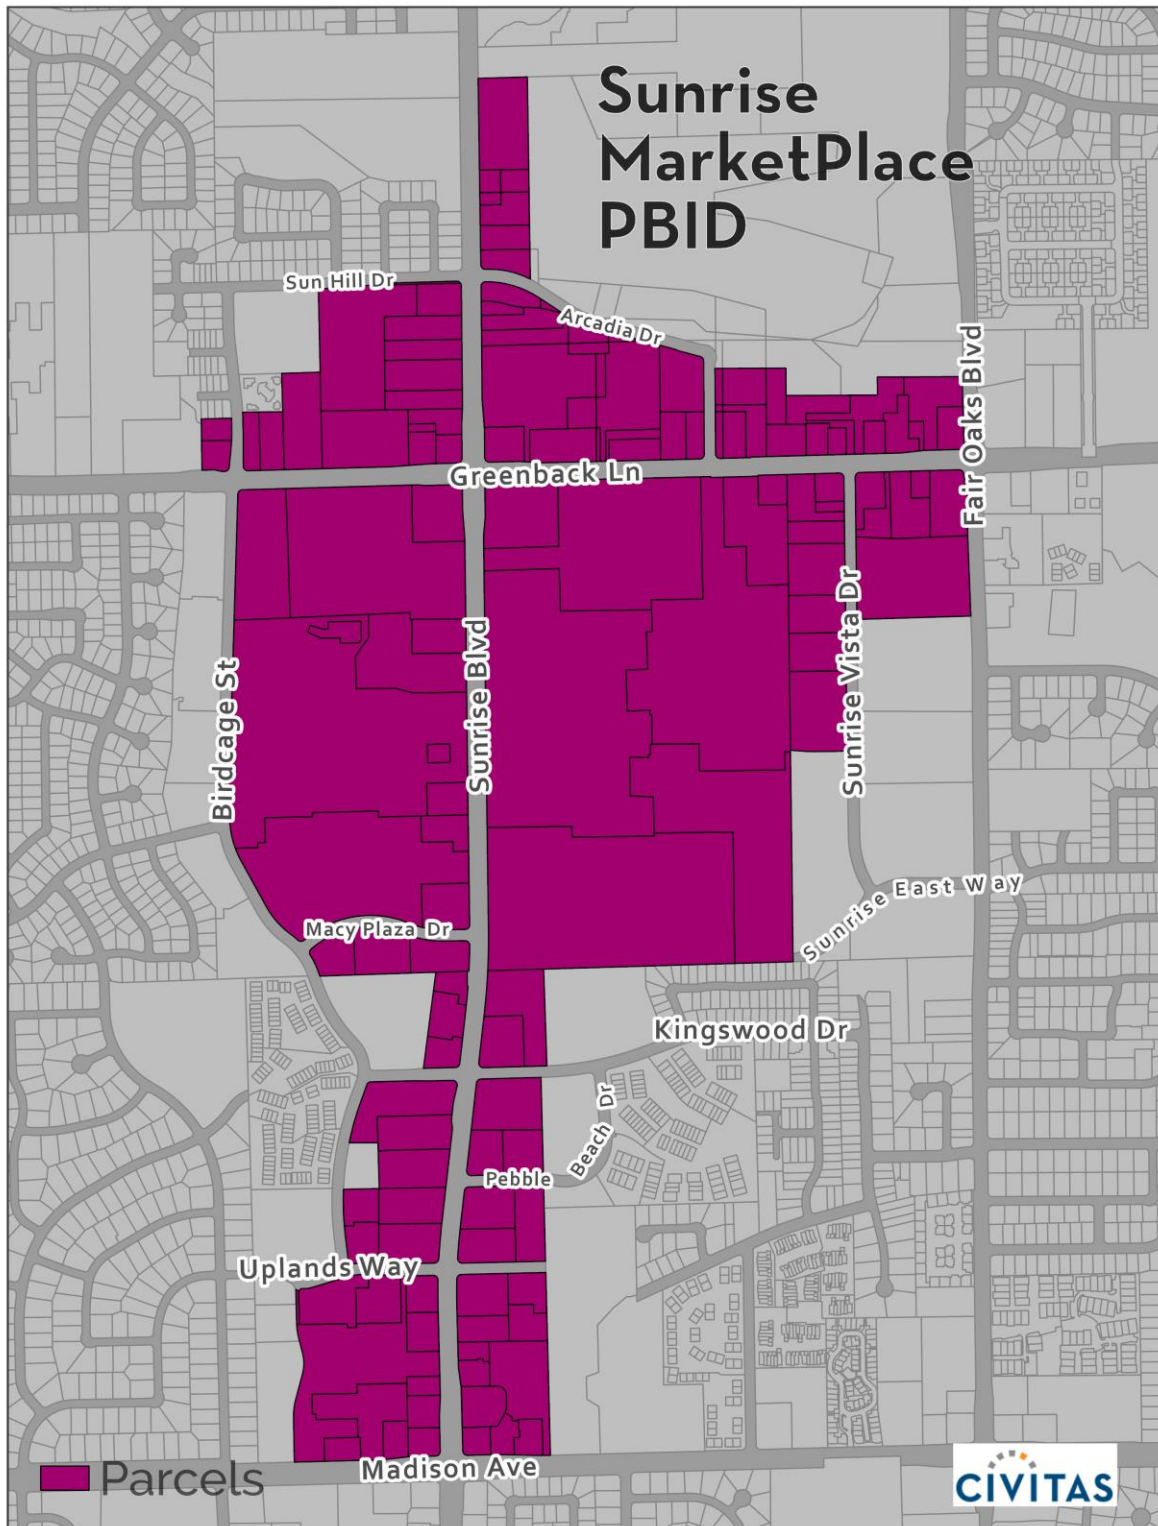 Sunrise
MarketPlace
PBID
Sun Hill Dr
Arcadia Dr
Fair Oaks Blvd
Greenback Ln
Sunrise Blvd
Sunrise Vista Dr
Birdcage St
Sunrise East Way
Macy Plaza Dr
Kingswood Dr
Pebble Beach Dr
Uplands Way
Madison Ave
Parcels
CIVITAS